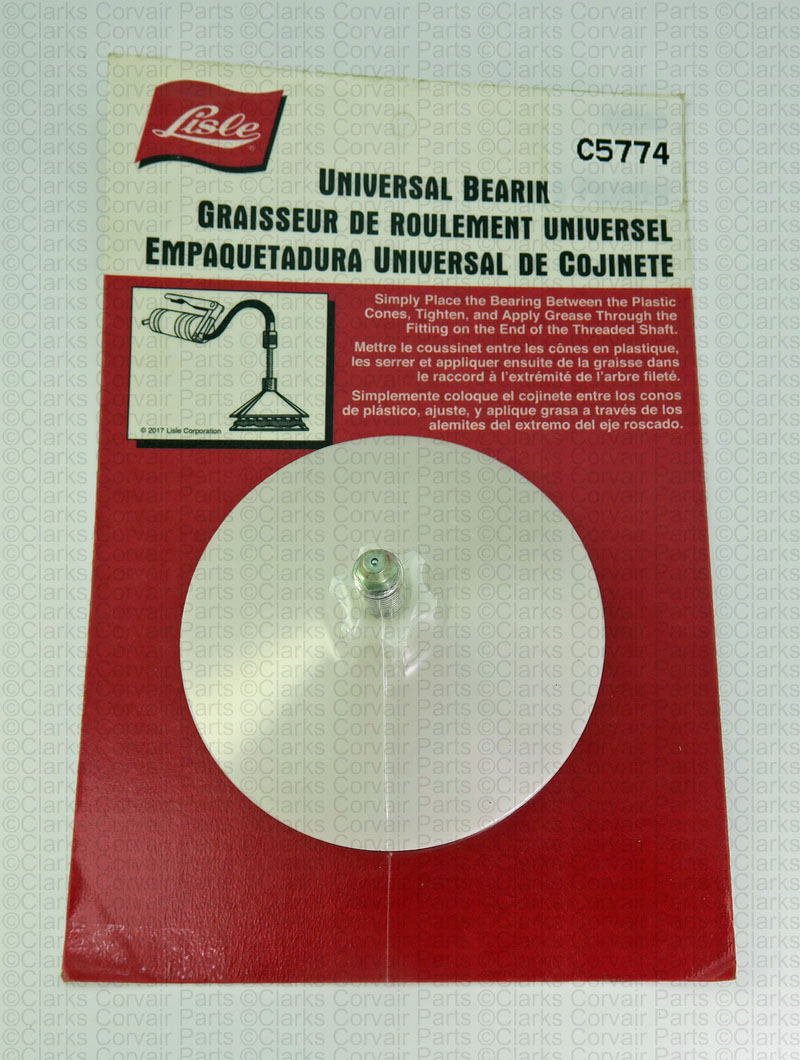 Lisle
C5774
UNIVERSAL BEARIN
GRAISSEUR DE ROULEMENT UNIVERSEL
EMPAQUETADURA UNIVERSAL DE COJINETE
Simply Place the Bearing Between the Plastic
Cones, Tighten, and Apply Grease Through the
Fitting on the End of the Threaded Shaft.
Mettre le coussinet entre les cônes en plastique,
les serrer et appliquer ensuite de la graisse dans
le raccord à l'extrémité de l'arbre fileté.
Simplemente coloque el cojinete entre los conos
de plástico, ajuste, y aplique grasa a través de los
alemites del extremo del eje roscado.
© 2017 Lisle Corporation
©Clarks Corvair Parts